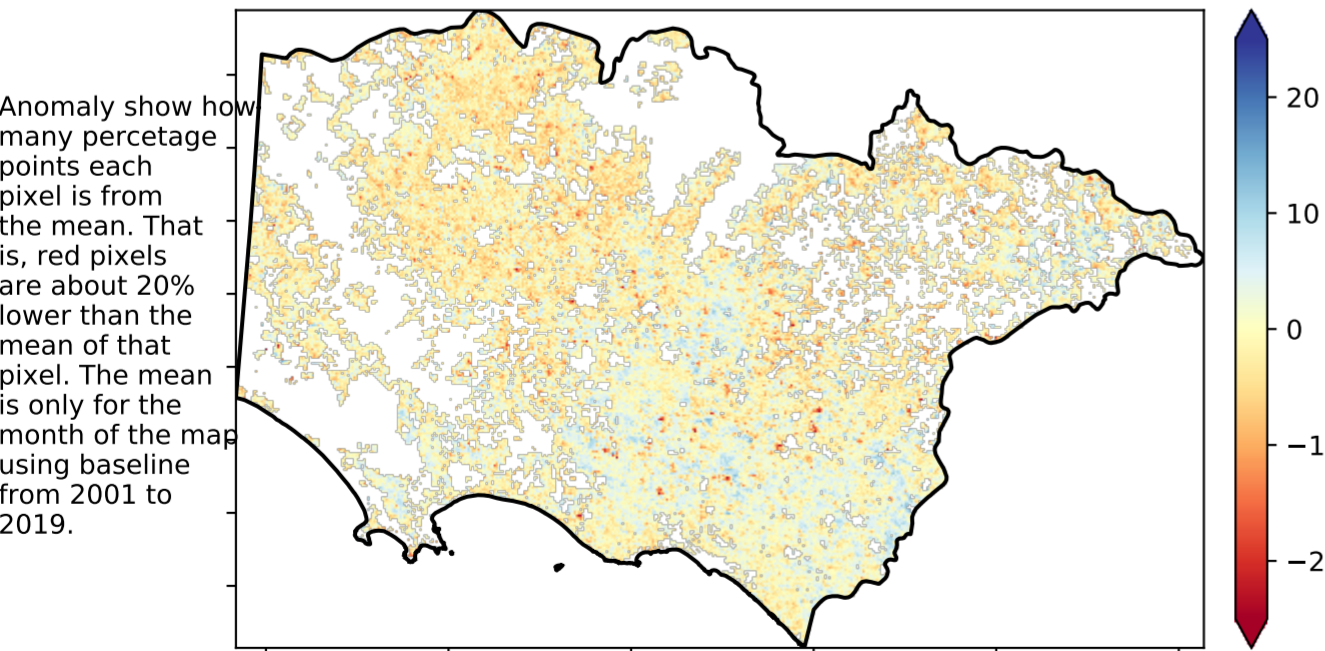 Anomaly show how
many percetage
points each
pixel is from
the mean. That
is, red pixels
are about 20%
lower than the
mean of that
pixel. The mean
is only for the
month of the map
using baseline
from 2001 to
2019.
20
10
0
−1
−2